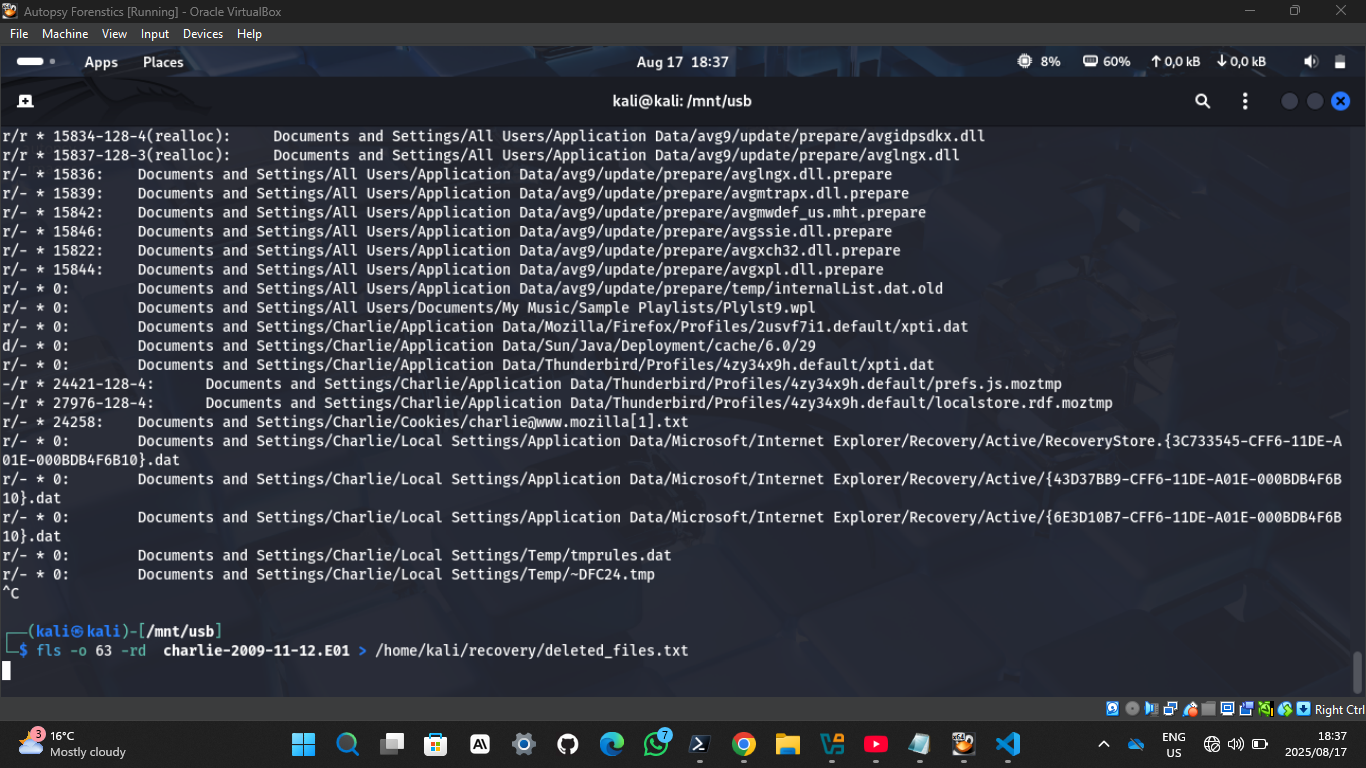 Autopsy Forenstics [Running] - Oracle VirtualBox
File Machine View Input Devices Help
Apps Places Aug 17 18:37 8% 60% 0,0 kB 0,0 kB
kali@kali: /mnt/usb
r/r * 15834-128-4(realloc): Documents and Settings/All Users/Application Data/avg9/update/prepare/avgidpsdkx.dll
r/r * 15837-128-3(realloc): Documents and Settings/All Users/Application Data/avg9/update/prepare/avglngx.dll
r/- * 15836: Documents and Settings/All Users/Application Data/avg9/update/prepare/avglngx.dll.prepare
r/- * 15839: Documents and Settings/All Users/Application Data/avg9/update/prepare/avgmtrapx.dll.prepare
r/- * 15842: Documents and Settings/All Users/Application Data/avg9/update/prepare/avgmwdef_us.mht.prepare
r/- * 15846: Documents and Settings/All Users/Application Data/avg9/update/prepare/avgssie.dll.prepare
r/- * 15822: Documents and Settings/All Users/Application Data/avg9/update/prepare/avgxch32.dll.prepare
r/- * 15844: Documents and Settings/All Users/Application Data/avg9/update/prepare/avgxpl.dll.prepare
r/- * 0: Documents and Settings/All Users/Application Data/avg9/update/prepare/temp/internalList.dat.old
r/- * 0: Documents and Settings/All Users/Documents/My Music/Sample Playlists/Plylst9.wpl
r/- * 0: Documents and Settings/Charlie/Application Data/Mozilla/Firefox/Profiles/2usvf7i1.default/xpti.dat
d/- * 0: Documents and Settings/Charlie/Application Data/Sun/Java/Deployment/cache/6.0/29
r/- * 0: Documents and Settings/Charlie/Application Data/Thunderbird/Profiles/4zy34x9h.default/xpti.dat
-/r * 24421-128-4: Documents and Settings/Charlie/Application Data/Thunderbird/Profiles/4zy34x9h.default/prefs.js.moztmp
-/r * 27976-128-4: Documents and Settings/Charlie/Application Data/Thunderbird/Profiles/4zy34x9h.default/localstore.rdf.moztmp
r/- * 24258: Documents and Settings/Charlie/Cookies/charlie@www.mozilla[1].txt
r/- * 0: Documents and Settings/Charlie/Local Settings/Application Data/Microsoft/Internet Explorer/Recovery/Active/RecoveryStore.{3C733545-CFF6-11DE-A
01E-000BDB4F6B10}.dat
r/- * 0: Documents and Settings/Charlie/Local Settings/Application Data/Microsoft/Internet Explorer/Recovery/Active/{43D37BB9-CFF6-11DE-A01E-000BDB4F6B
10}.dat
r/- * 0: Documents and Settings/Charlie/Local Settings/Application Data/Microsoft/Internet Explorer/Recovery/Active/{6E3D10B7-CFF6-11DE-A01E-000BDB4F6B
10}.dat
r/- * 0: Documents and Settings/Charlie/Local Settings/Temp/tmprules.dat
r/- * 0: Documents and Settings/Charlie/Local Settings/Temp/~DFC24.tmp
^C
(kali㉿kali)-[/mnt/usb]
$ fls -o 63 -rd charlie-2009-11-12.E01 > /home/kali/recovery/deleted_files.txt
Right Ctrl
3 16°C
Mostly cloudy
7
ENG
US
18:37
2025/08/17